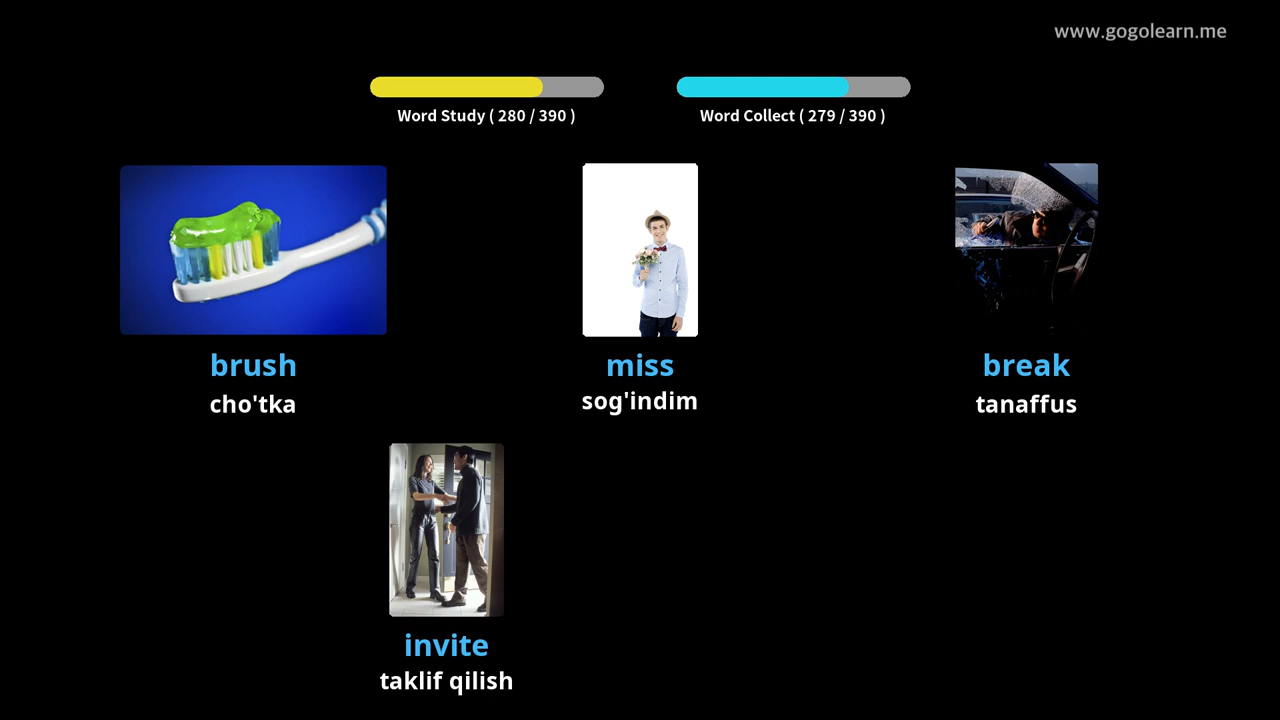 www.gogolearn.me
Word Study ( 280 / 390 )
Word Collect ( 279 / 390 )
brush
cho'tka
miss
sog'indim
break
tanaffus
invite
taklif qilish